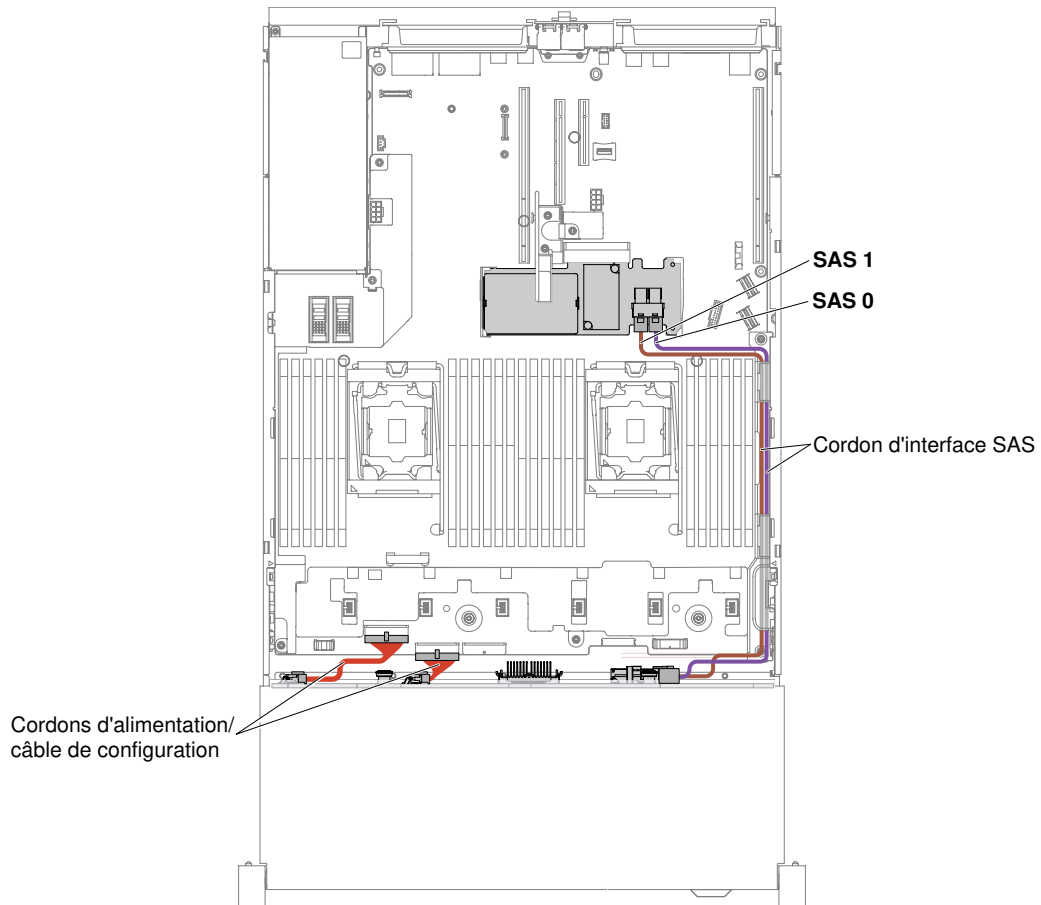 SAS 1
SAS 0
Cordon d'interface SAS
Cordons d'alimentation/
câble de configuration